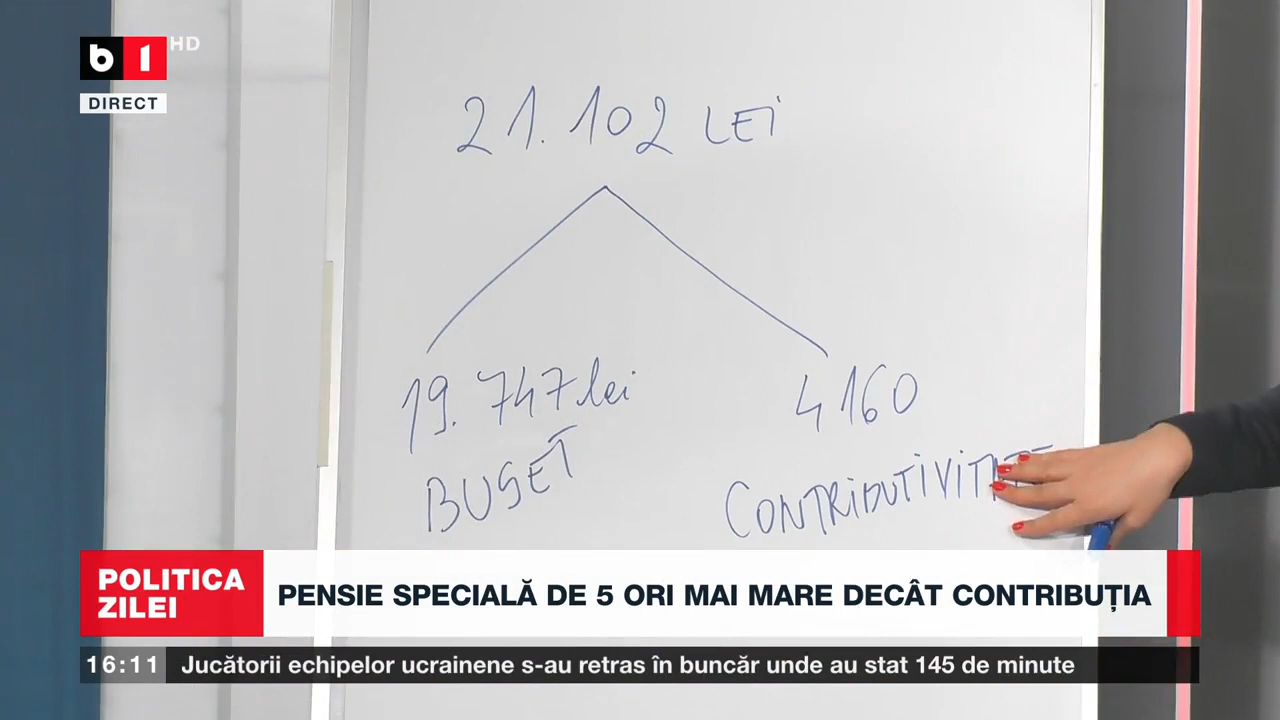 b1 HD
DIRECT
21.102 LEI
19.747 lei
4160
BUGET
CONTRIBUTIVITATE
POLITICA
ZILEI
PENSIE SPECIALĂ DE 5 ORI MAI MARE DECÂT CONTRIBUȚIA
16:11 Jucătorii echipelor ucrainene s-au retras în buncăr unde au stat 145 de minute